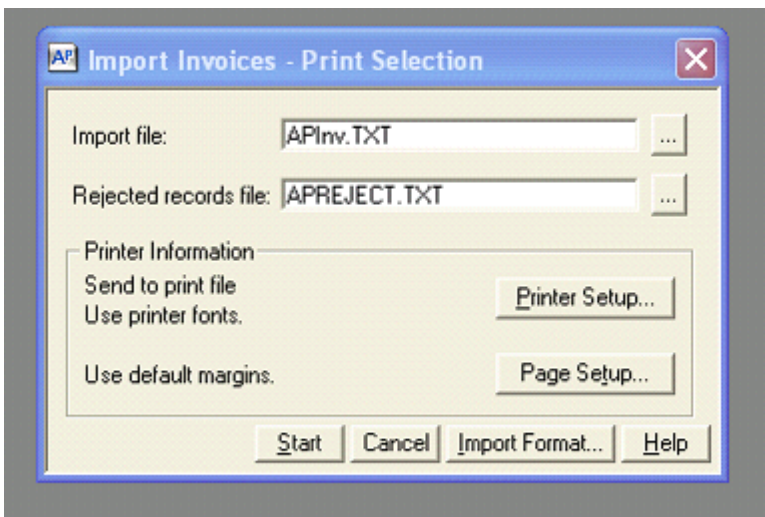 AP Import Invoices - Print Selection
Import file: APInv.TXT ...
Rejected records file: APREJECT.TXT ...
Printer Information
Send to print file
Use printer fonts.
Printer Setup...
Use default margins.
Page Setup...
Start Cancel Import Format... Help